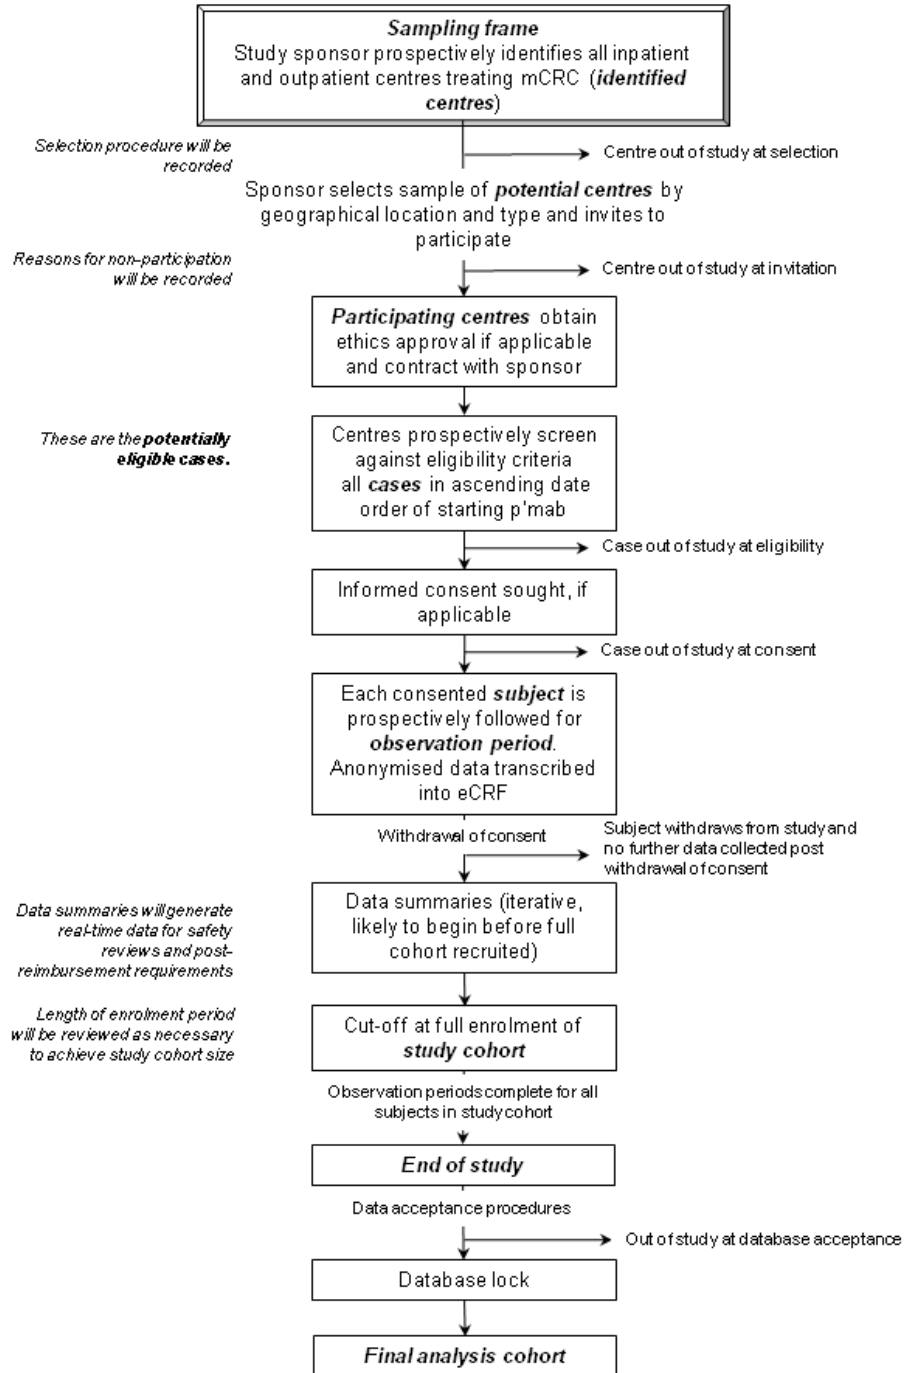 Sampling frame
Study sponsor prospectively identifies all inpatient
and outpatient centres treating mCRC (identified
centres)
Selection procedure will be
recorded
Centre out of study at selection
Sponsor selects sample of potential centres by
geographical location and type and invites to
participate
Reasons for non-participation
will be recorded
Centre out of study at invitation
Participating centres obtain
ethics approval if applicable
and contract with sponsor
These are the potentially
eligible cases.
Centres prospectively screen
against eligibility criteria
all cases in ascending date
order of starting p'mab
Case out of study at eligibility
Informed consent sought, if
applicable
Case out of study at consent
Each consented subject is
prospectively followed for
observation period.
Anonymised data transcribed
into eCRF
Withdrawal of consent
Subject withdraws from study and
no further data collected post
withdrawal of consent
Data summaries will generate
real-time data for safety
reviews and post-
reimbursement requirements
Data summaries (iterative,
likely to begin before full
cohort recruited)
Length of enrolment period
will be reviewed as necessary
to achieve study cohort size
Cut-off at full enrolment of
study cohort
Observation periods complete for all
subjects in study cohort
End of study
Data acceptance procedures
Out of study at database acceptance
Database lock
Final analysis cohort